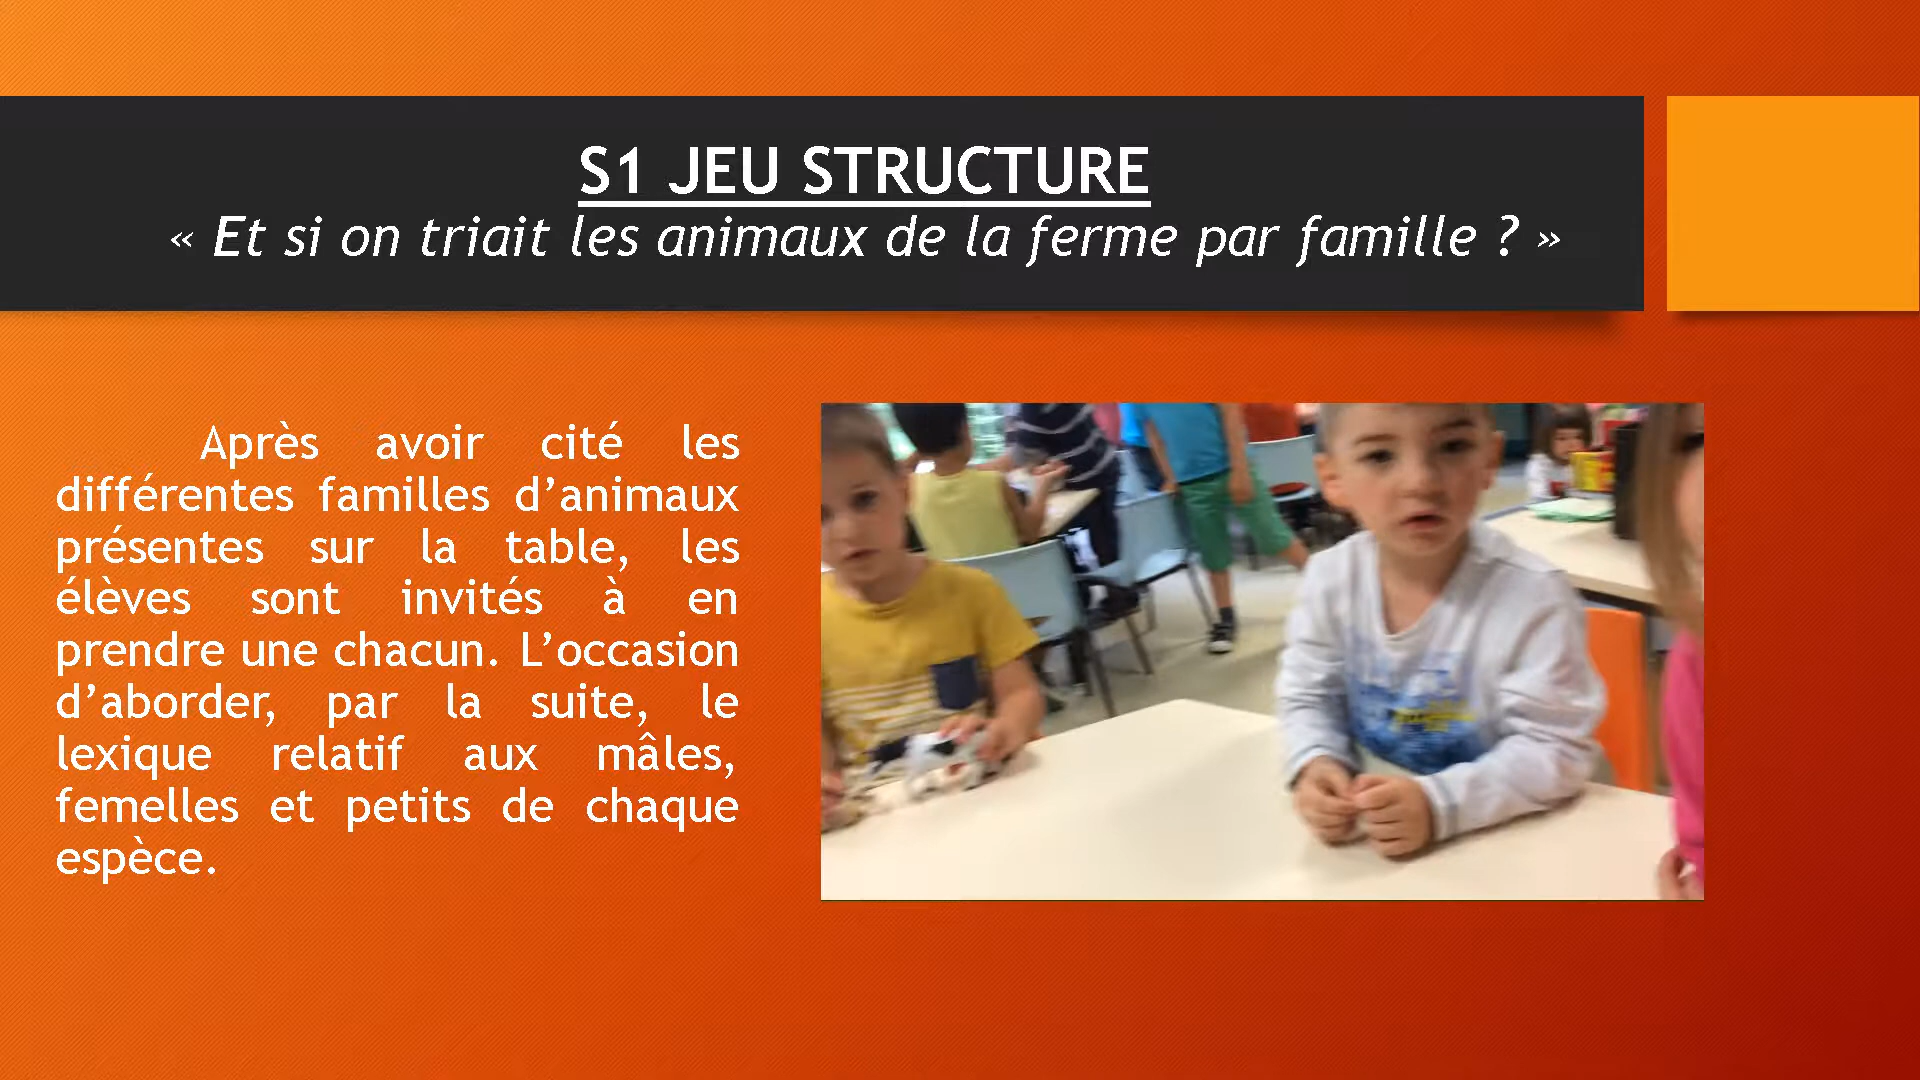 S1 JEU STRUCTURE
« Et si on triait les animaux de la ferme par famille ? »
Après avoir cité les
différentes familles d’animaux
présentes sur la table, les
élèves sont invités à en
prendre une chacun. L’occasion
d’aborder, par la suite, le
lexique relatif aux mâles,
femelles et petits de chaque
espèce.